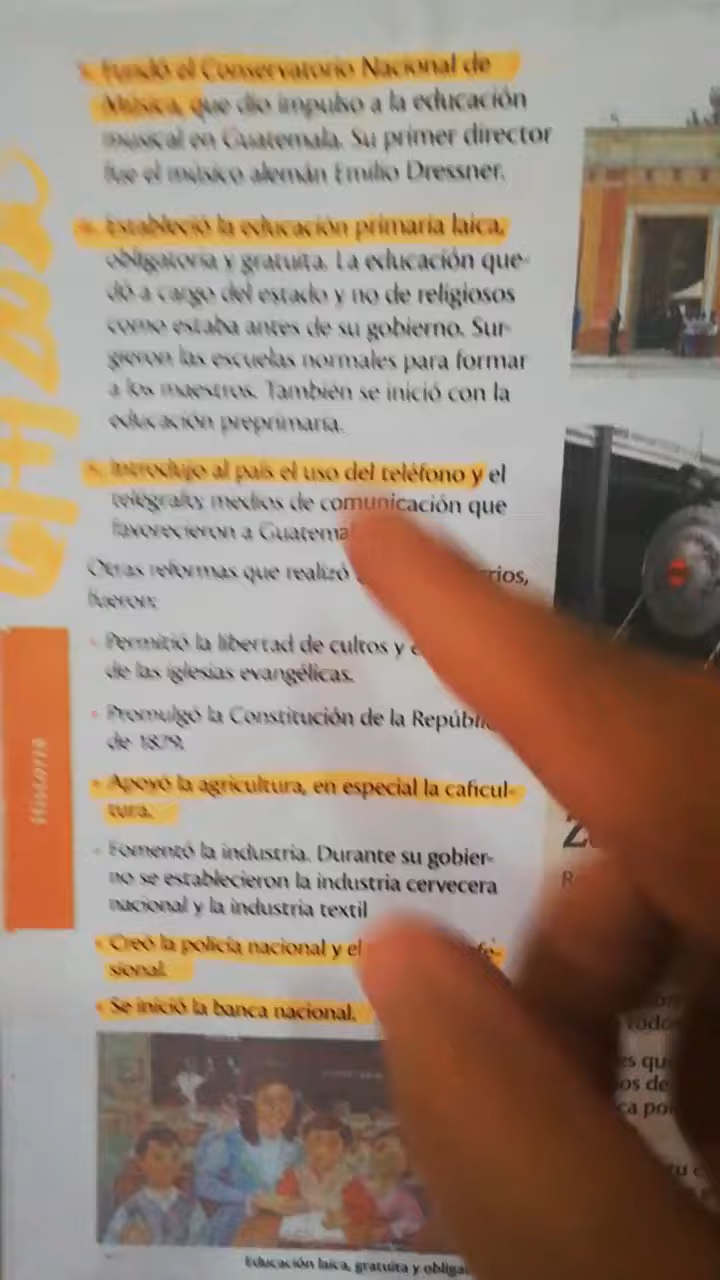 Fundó el Conservatorio Nacional de
Música, que dio impulso a la educación
musical en Guatemala. Su primer director
fue el músico alemán Emilio Dressner.
Estableció la educación primaria laica,
obligatoria y gratuita. La educación que-
dó a cargo del estado y no de religiosos
como estaba antes de su gobierno. Sur-
gieron las escuelas normales para formar
a los maestros. También se inició con la
educación preprimaria.
Introdujo al país el uso del teléfono y el
telégrafo, medios de comunicación que
favorecieron a Guatema
Otras reformas que realizó rrios,
fueron:
Permitió la libertad de cultos y
de las iglesias evangélicas.
Promulgó la Constitución de la Repúbli
de 1879.
Apoyó la agricultura, en especial la caficul-
tura.
Fomentó la industria. Durante su gobier-
no se establecieron la industria cervecera
nacional y la industria textil
Creó la policía nacional y el
sional.
Se inició la banca nacional.
Historia
Educación laica, gratuita y obliga